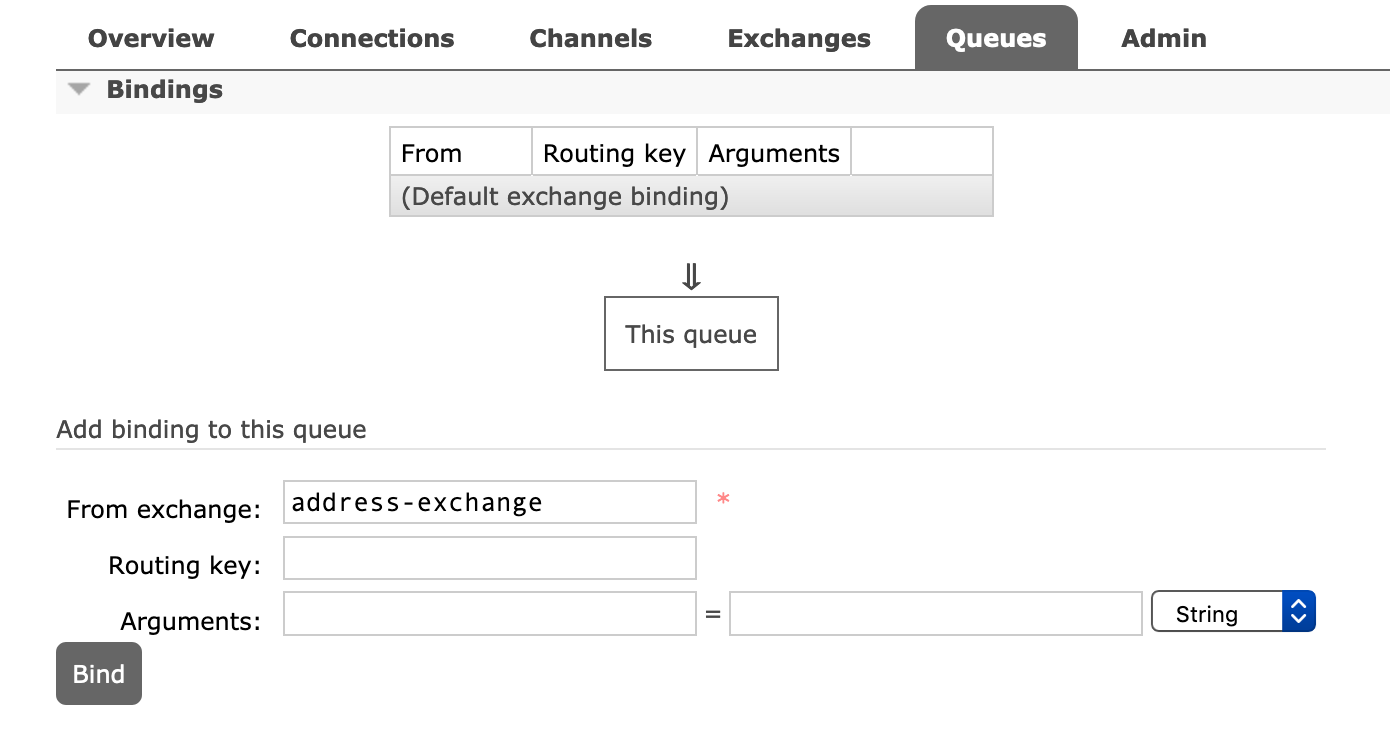 Overview Connections Channels Exchanges Queues Admin
Bindings
From Routing key Arguments
(Default exchange binding)
⇓
This queue
Add binding to this queue
From exchange: address-exchange *
Routing key:
Arguments: = String
Bind